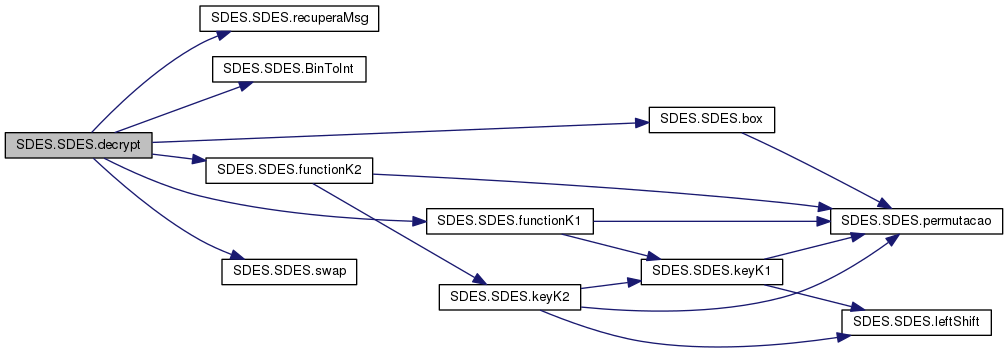 SDES.SDES.recuperaMsg
SDES.SDES.BinToInt
SDES.SDES.box
SDES.SDES.decrypt
SDES.SDES.functionK2
SDES.SDES.functionK1
SDES.SDES.permutacao
SDES.SDES.swap
SDES.SDES.keyK1
SDES.SDES.keyK2
SDES.SDES.leftShift